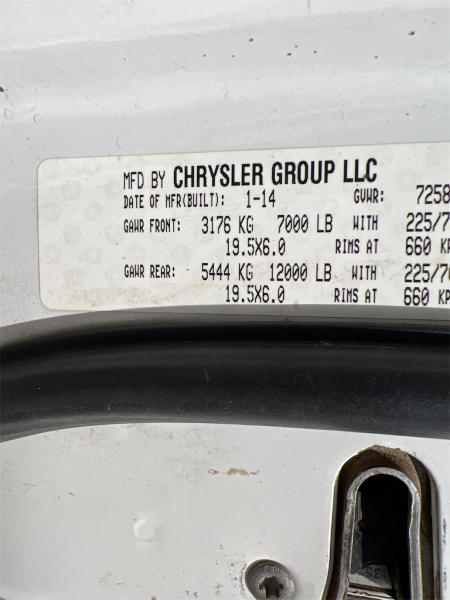 MFD BY CHRYSLER GROUP LLC
DATE OF MFR(BUILT): 1-14 GVWR: 7258
GAWR FRONT: 3176 KG 7000 LB WITH 225/7
19.5X6.0 RIMS AT 660 KP
GAWR REAR: 5444 KG 12000 LB WITH 225/70
19.5X6.0 RIMS AT 660 KP